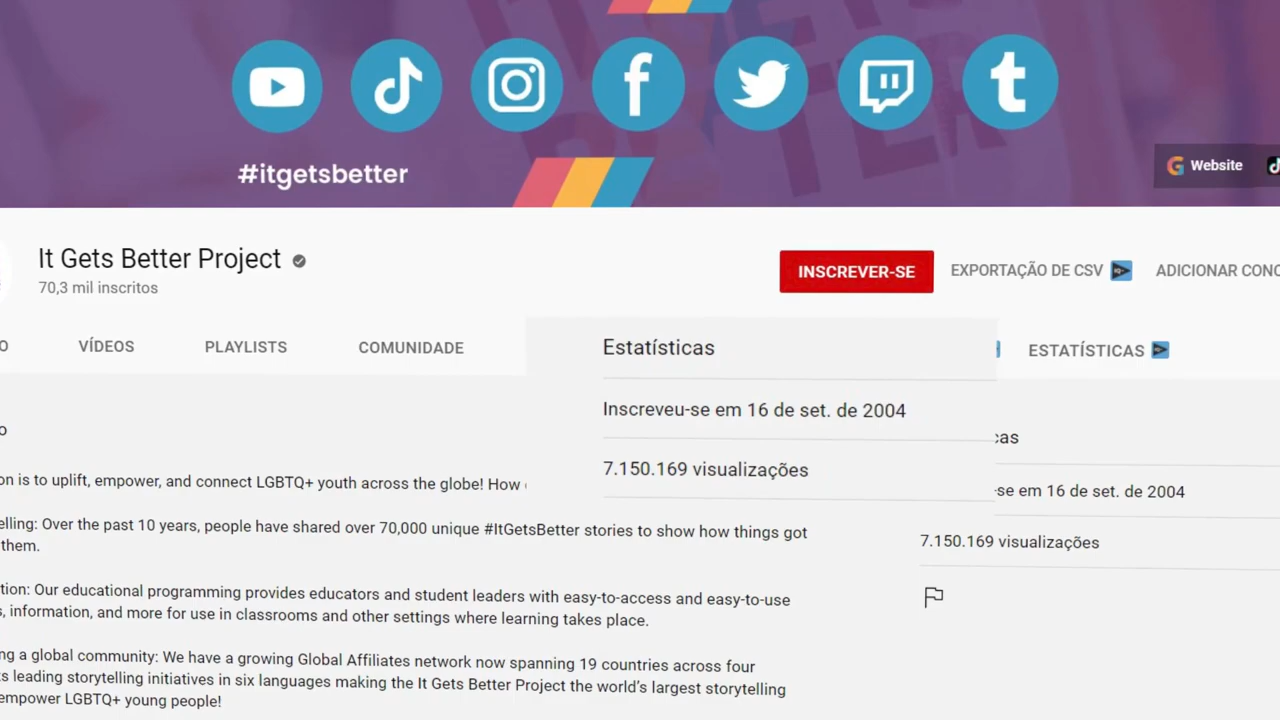 #itgetsbetter
Website
It Gets Better Project
70,3 mil inscritos
INSCREVER-SE
EXPORTAÇÃO DE CSV
ADICIONAR
VÍDEOS
PLAYLISTS
COMUNIDADE
ESTATÍSTICAS
Estatísticas
Inscreveu-se em 16 de set. de 2004
7.150.169 visualizações
-se em 16 de set. de 2004
7.150.169 visualizações
is to uplift, empower, and connect LGBTQ+ youth across the globe! How
Over the past 10 years, people have shared over 70,000 unique #ItGetsBetter stories to show how things got
them.
Our educational programming provides educators and student leaders with easy-to-access and easy-to-use
, information, and more for use in classrooms and other settings where learning takes place.
a global community: We have a growing Global Affiliates network now spanning 19 countries across four
leading storytelling initiatives in six languages making the It Gets Better Project the world's largest storytelling
empower LGBTQ+ young people!